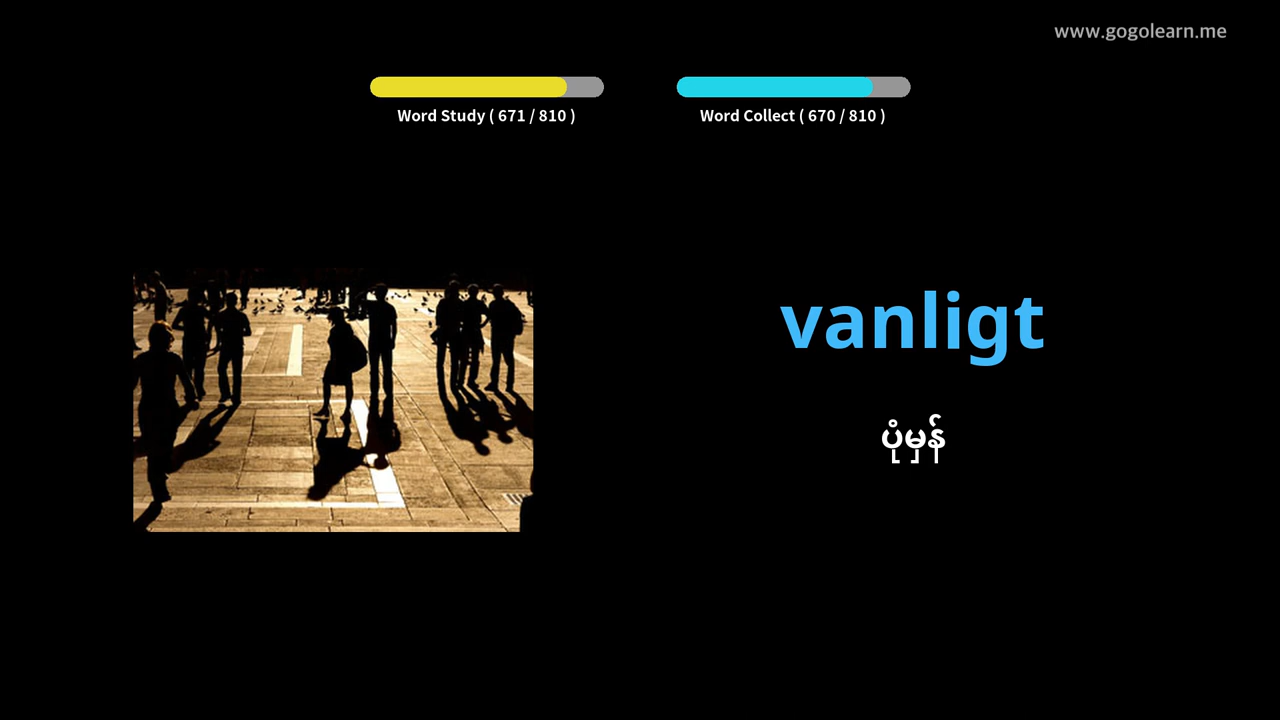 www.gogolearn.me
Word Study ( 671 / 810 )
Word Collect ( 670 / 810 )
vanligt
ပုံမှန်